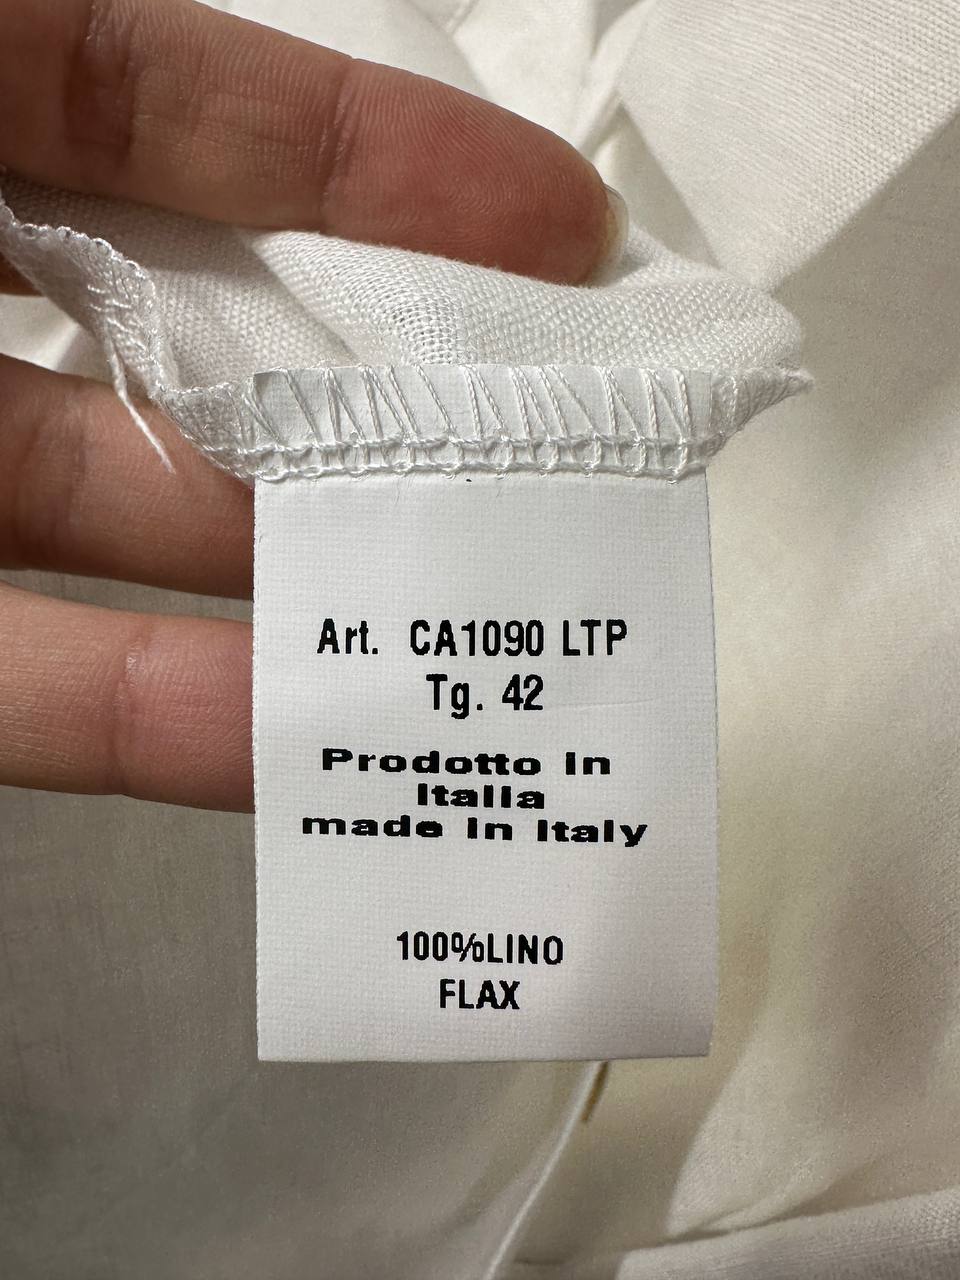 Art. CA1090 LTP
Tg. 42
Prodotto in
Italia
made in Italy
100%LINO
FLAX